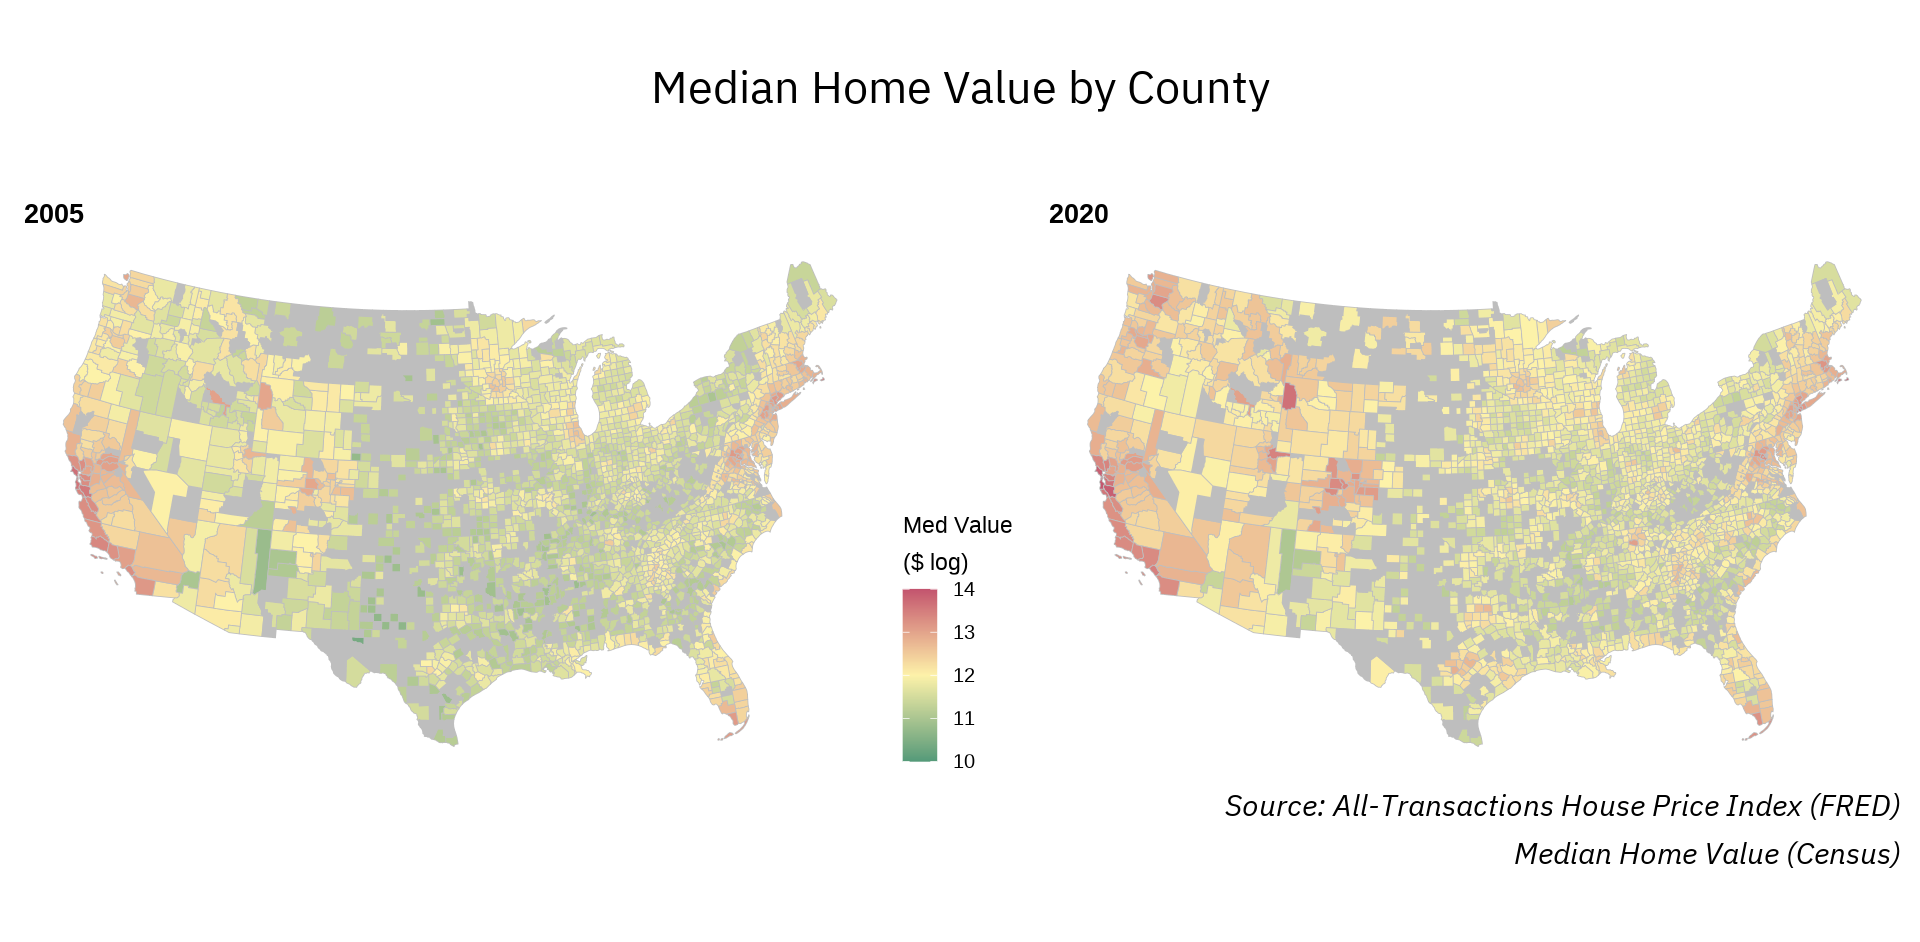 Median Home Value by County
2005
2020
Med Value
($ log)
14
13
12
11
10
Source: All-Transactions House Price Index (FRED)
Median Home Value (Census)